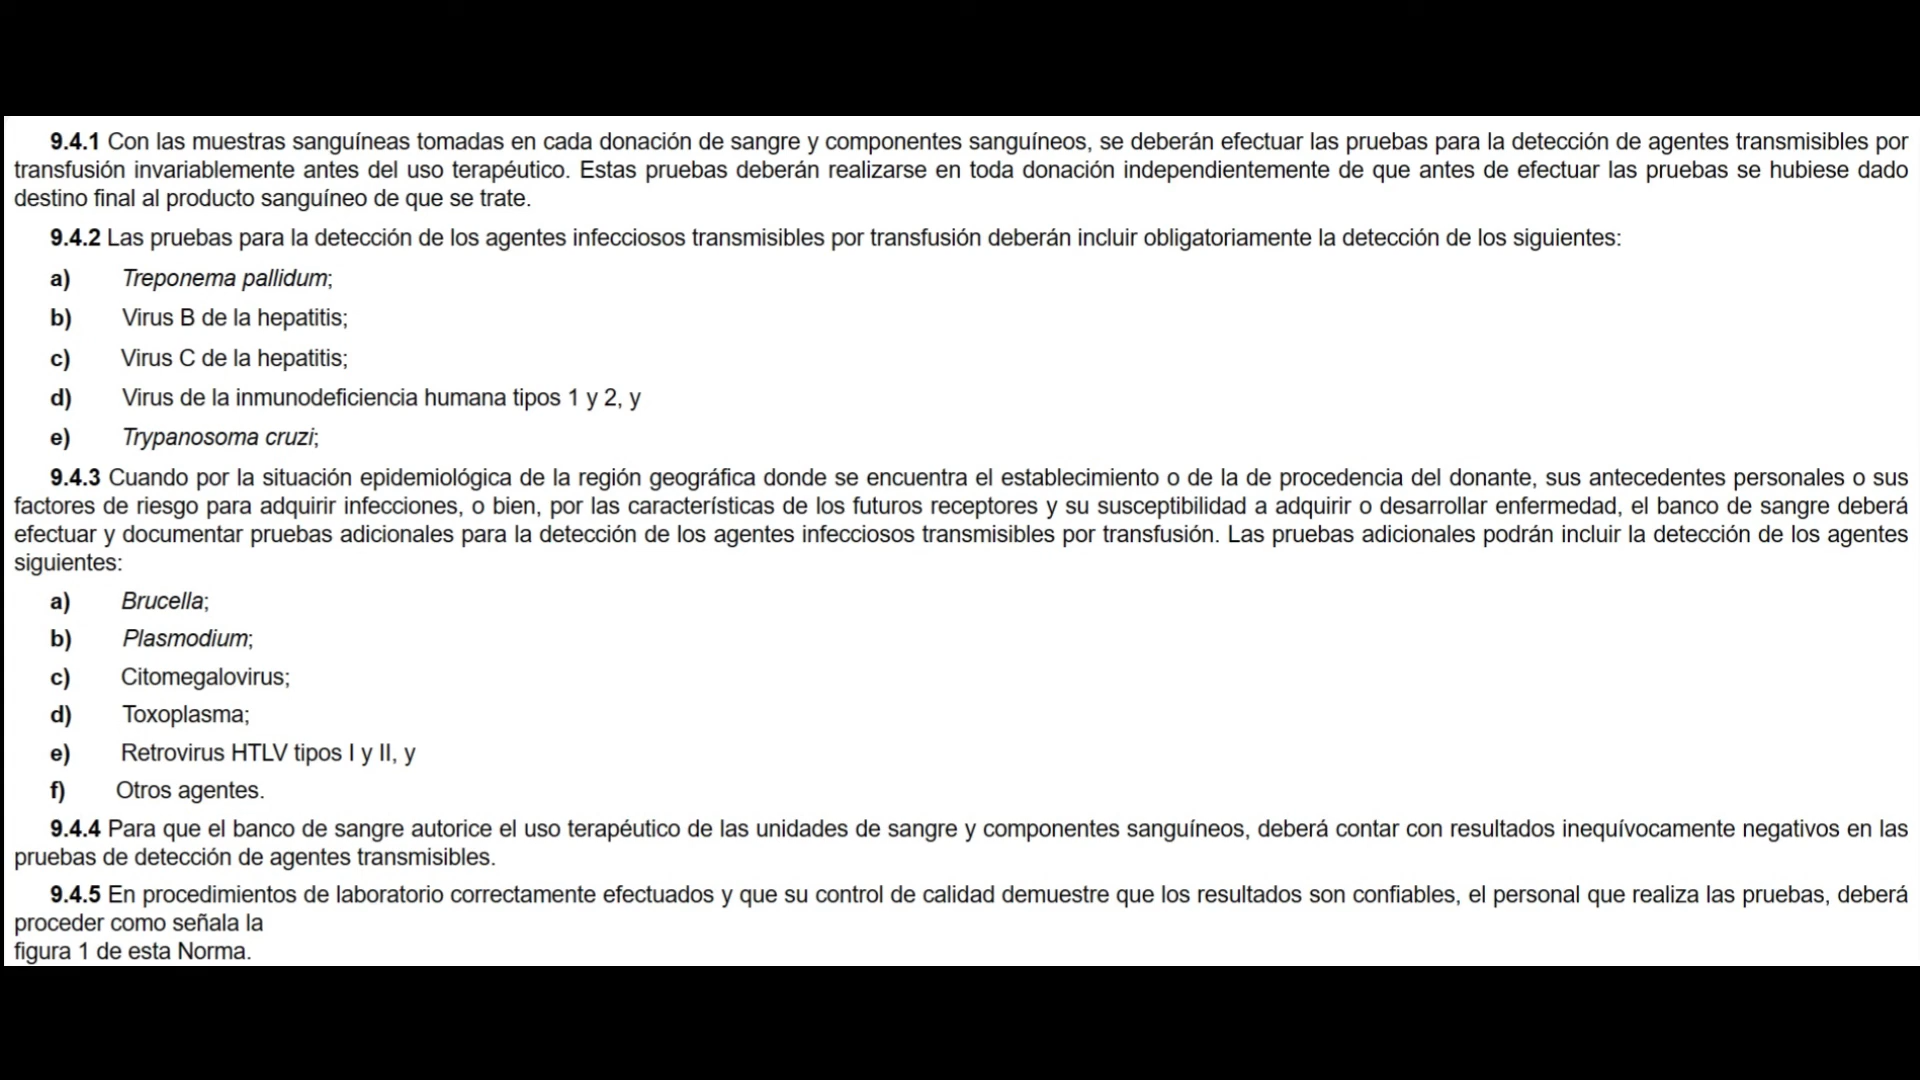 9.4.1 Con las muestras sanguíneas tomadas en cada donación de sangre y componentes sanguíneos, se deberán efectuar las pruebas para la detección de agentes transmisibles por
transfusión invariablemente antes del uso terapéutico. Estas pruebas deberán realizarse en toda donación independientemente de que antes de efectuar las pruebas se hubiese dado
destino final al producto sanguíneo de que se trate.
9.4.2 Las pruebas para la detección de los agentes infecciosos transmisibles por transfusión deberán incluir obligatoriamente la detección de los siguientes:
a) Treponema pallidum;
b) Virus B de la hepatitis;
c) Virus C de la hepatitis;
d) Virus de la inmunodeficiencia humana tipos 1 y 2, y
e) Trypanosoma cruzi;
9.4.3 Cuando por la situación epidemiológica de la región geográfica donde se encuentra el establecimiento o de la de procedencia del donante, sus antecedentes personales o sus
factores de riesgo para adquirir infecciones, o bien, por las características de los futuros receptores y su susceptibilidad a adquirir o desarrollar enfermedad, el banco de sangre deberá
efectuar y documentar pruebas adicionales para la detección de los agentes infecciosos transmisibles por transfusión. Las pruebas adicionales podrán incluir la detección de los agentes
siguientes:
a) Brucella;
b) Plasmodium;
c) Citomegalovirus;
d) Toxoplasma;
e) Retrovirus HTLV tipos I y II, y
f) Otros agentes.
9.4.4 Para que el banco de sangre autorice el uso terapéutico de las unidades de sangre y componentes sanguíneos, deberá contar con resultados inequívocamente negativos en las
pruebas de detección de agentes transmisibles.
9.4.5 En procedimientos de laboratorio correctamente efectuados y que su control de calidad demuestre que los resultados son confiables, el personal que realiza las pruebas, deberá
proceder como señala la
figura 1 de esta Norma.